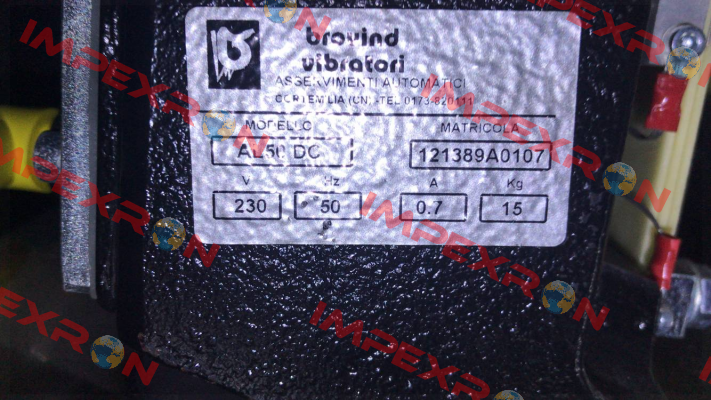 brovind
vibratori
ASSERVIMENTI AUTOMATICI
CORTEMILIA (CN) -TEL 0173-820111
MODELLO MATRICOLA
AL50 DC 121389A0107
V Hz A Kg
230 50 0.7 15
IMPEXRON
IMPEXRON
IMPEXRON
IMPEXRON
IMPEXRON
IMPEXRON